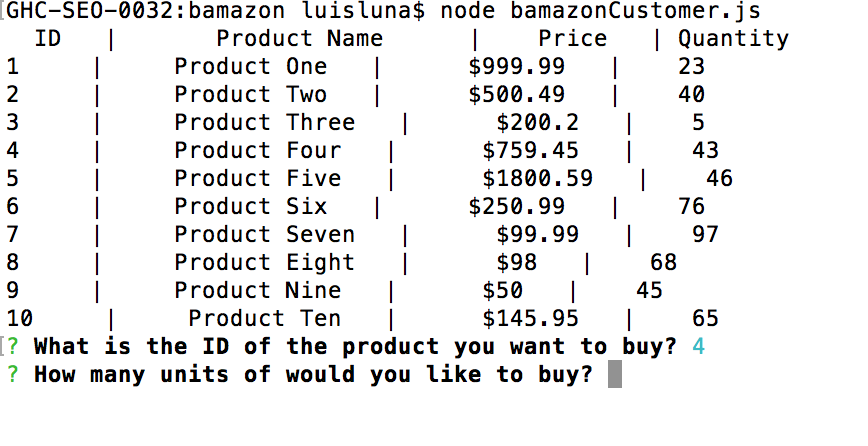 [GHC-SEO-0032:bamazon luisluna$ node bamazonCustomer.js
  ID   |       Product Name      |    Price   | Quantity
1     |     Product One   |      $999.99   |    23
2     |     Product Two   |      $500.49   |    40
3     |     Product Three   |      $200.2   |    5
4     |     Product Four   |      $759.45   |    43
5     |     Product Five   |      $1800.59   |    46
6     |     Product Six   |      $250.99   |    76
7     |     Product Seven   |      $99.99   |    97
8     |     Product Eight   |      $98   |    68
9     |     Product Nine   |      $50   |    45
10     |     Product Ten   |      $145.95   |    65
[? What is the ID of the product you want to buy? 4
? How many units of would you like to buy?